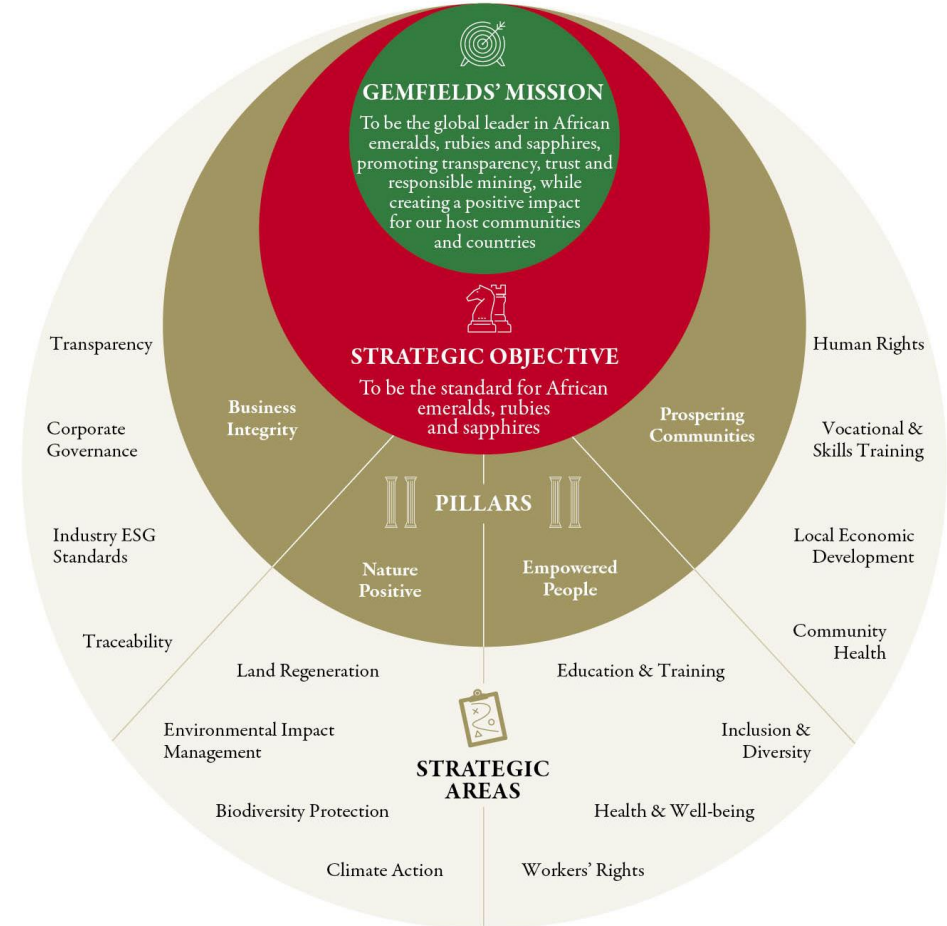 GEMFIELDS’ MISSION
To be the global leader in African
emeralds, rubies and sapphires,
promoting transparency, trust and
responsible mining, while
creating a positive impact
for our host communities
and countries
STRATEGIC OBJECTIVE
To be the standard for African
emeralds, rubies
and sapphires
PILLARS
Business
Integrity
Nature
Positive
Empowered
People
Prospering
Communities
Transparency
Corporate
Governance
Industry ESG
Standards
Traceability
Land Regeneration
Environmental Impact
Management
Biodiversity Protection
Climate Action
STRATEGIC
AREAS
Education & Training
Inclusion &
Diversity
Health & Well-being
Workers’ Rights
Human Rights
Vocational &
Skills Training
Local Economic
Development
Community
Health